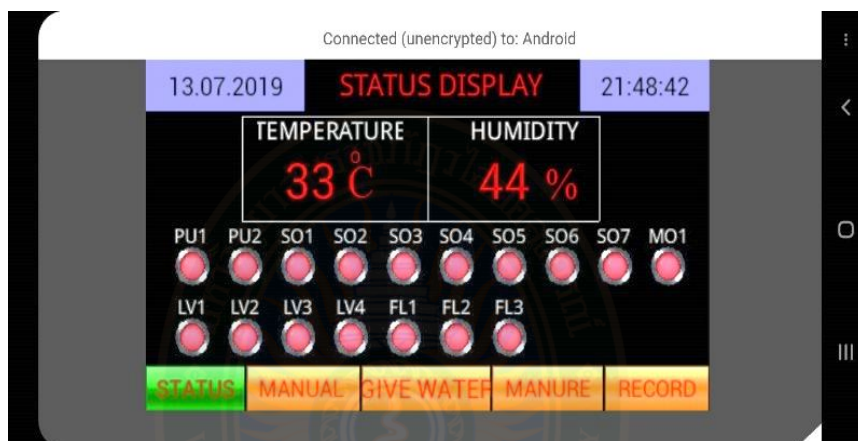 Connected (unencrypted) to: Android
13.07.2019 STATUS DISPLAY 21:48:42
TEMPERATURE HUMIDITY
33 °C 44 %
PU1 PU2 SO1 SO2 SO3 SO4 SO5 SO6 SO7 MO1
LV1 LV2 LV3 LV4 FL1 FL2 FL3
STATUS MANUAL GIVE WATER MANURE RECORD